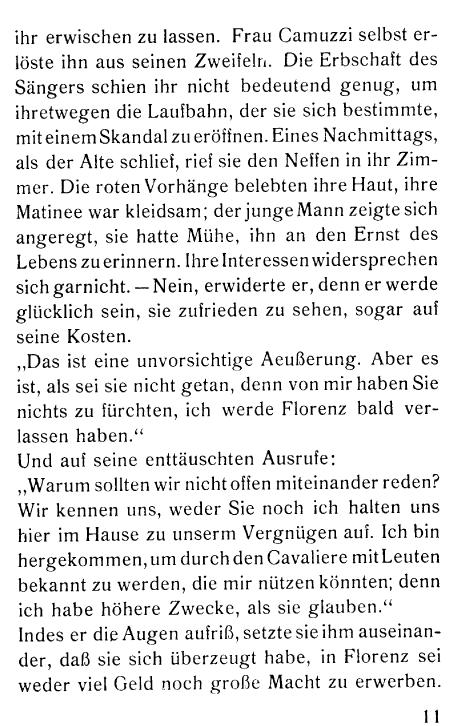 ihr erwischen zu lassen. Frau Camuzzi selbst er-
löste ihn aus seinen Zweifeln. Die Erbschaft des
Sängers schien ihr nicht bedeutend genug, um
ihretwegen die Laufbahn, der sie sich bestimmte,
mit einem Skandal zu eröffnen. Eines Nachmittags,
als der Alte schlief, rief sie den Neffen in ihr Zim-
mer. Die roten Vorhänge belebten ihre Haut, ihre
Matinee war kleidsam; der junge Mann zeigte sich
angeregt, sie hatte Mühe, ihn an den Ernst des
Lebens zu erinnern. Ihre Interessen widersprechen
sich garnicht. — Nein, erwiderte er, denn er werde
glücklich sein, sie zufrieden zu sehen, sogar auf
seine Kosten.
„Das ist eine unvorsichtige Aeußerung. Aber es
ist, als sei sie nicht getan, denn von mir haben Sie
nichts zu fürchten, ich werde Florenz bald ver-
lassen haben.“
Und auf seine enttäuschten Ausrufe:
„Warum sollten wir nicht offen miteinander reden?
Wir kennen uns, weder Sie noch ich halten uns
hier im Hause zu unserm Vergnügen auf. Ich bin
hergekommen, um durch den Cavaliere mit Leuten
bekannt zu werden, die mir nützen könnten; denn
ich habe höhere Zwecke, als sie glauben.“
Indes er die Augen aufriß, setzte sie ihm auseinan-
der, daß sie sich überzeugt habe, in Florenz sei
weder viel Geld noch große Macht zu erwerben.
11